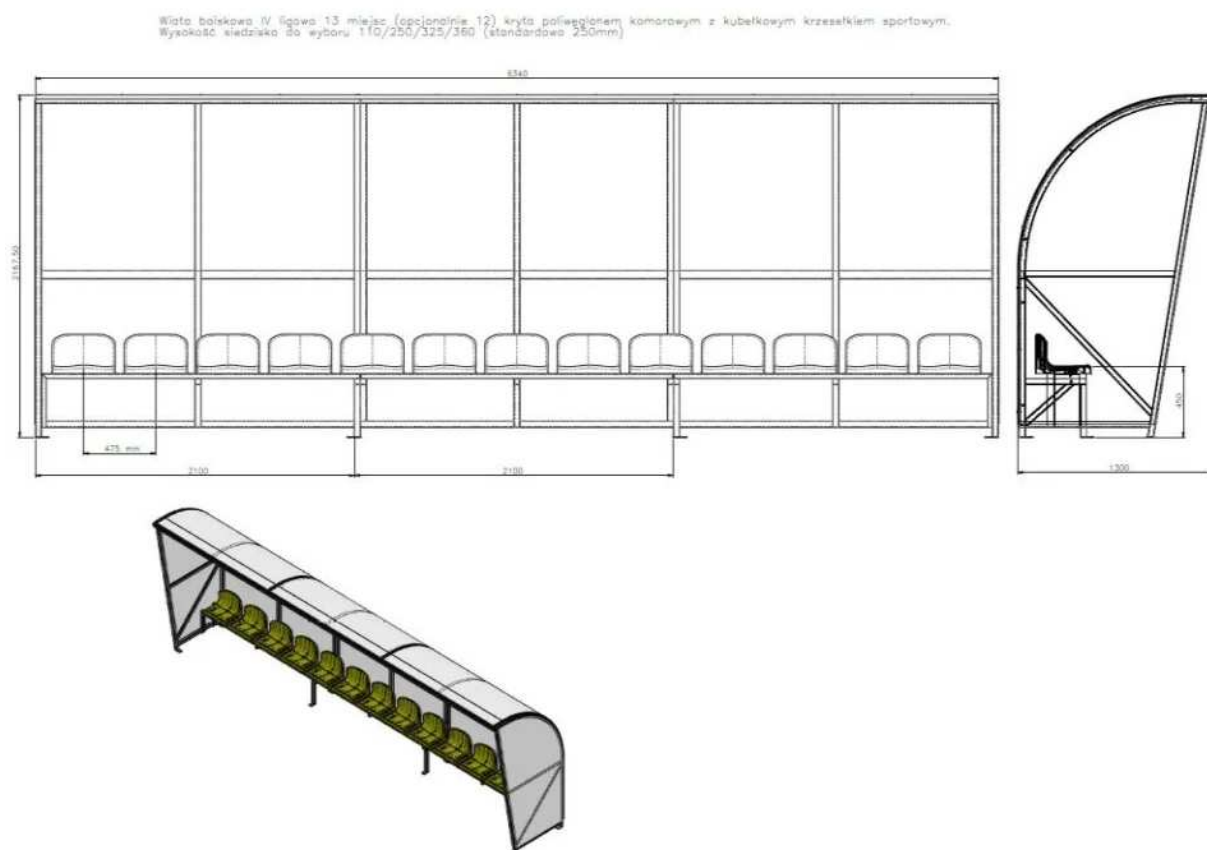 Wiata boiskowa IV ligowa 13 miejsc (opcjonalnie 12) kryta poliwęglanem komorowym z kubełkowym krzesełkiem sportowym.
Wysokość siedziska do wyboru 110/250/325/360 (standardowo 250mm)
6340
2167,50
475 mm
2100
2100
450
1300